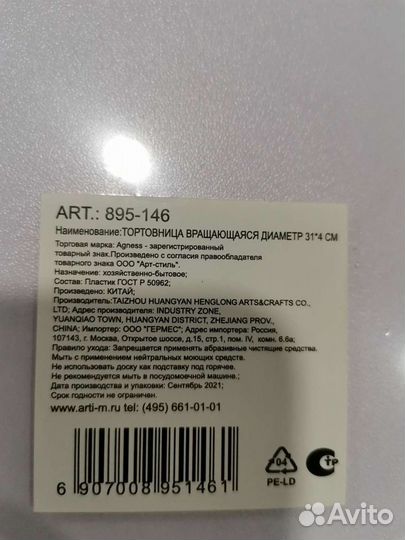 ART.: 895-146
Наименование:ТОРТОВНИЦА ВРАЩАЮЩАЯСЯ ДИАМЕТР 31*4 СМ
Торговая марка: Agness - зарегистрированный
товарный знак.Произведено с согласия правообладателя
товарного знака ООО "Арт-стиль".
Назначение: хозяйственно-бытовое;
Состав: Пластик ГОСТ Р 50962;
Произведено: КИТАЙ;
Производитель:TAIZHOU HUANGYAN HENGLONG ARTS&CRAFTS CO.,
LTD; Адрес производителя: INDUSTRY ZONE,
YUANQIAO TOWN, HUANGYAN DISTRICT, ZHEJIANG PROV.,
CHINA; Импортер: ООО "ГЕРМЕС". Адрес импортера: Россия,
107143, г. Москва, Открытое шоссе, д.15, стр.1, пом. IV, комн. 6.6а;
Правило ухода: Запрещается применять абразивные чистящие средства.
Мыть с применением нейтральных моющих средств.
Не использовать доску как подставку под горячее.
Не рекомендуется мыть в посудомоечной машине.;
Дата производства и упаковки: Сентябрь 2021;
Срок годности не ограничен.
www.arti-m.ru тел: (495) 661-01-01
6 907008 951461
04
PE-LD
СТР
Avito